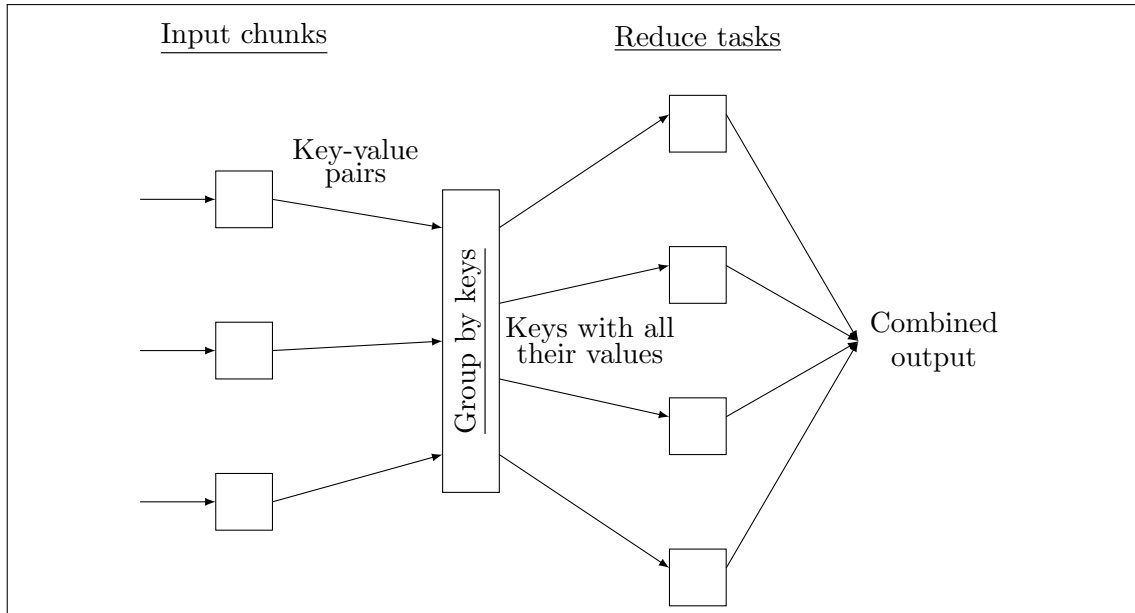 Input chunks
Reduce tasks
Key-value
pairs
Group by keys
Keys with all
their values
Combined
output